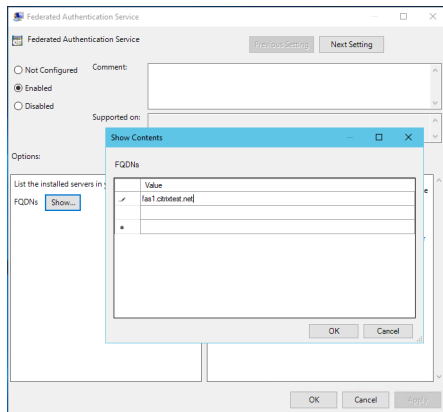 Federated Authentication Service
Federated Authentication Service
Previous Setting
Next Setting
Not Configured
Comment:
Enabled
Disabled
Supported on:
Options:
Show Contents
FQDNs
Value
fas1.citrixtest.net
OK
Cancel
List the installed servers in
FQDNs
Show...
OK
Cancel
Apply